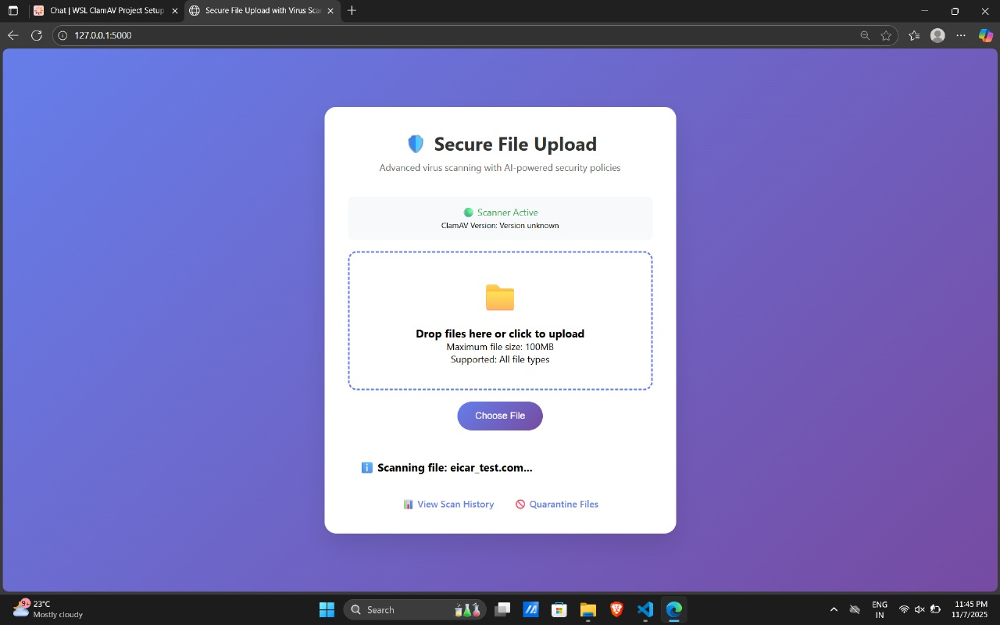 Chat | WSL ClamAV Project Setup
Secure File Upload with Virus Sca
127.0.0.1:5000
Secure File Upload
Advanced virus scanning with AI-powered security policies
Scanner Active
ClamAV Version: Version unknown
Drop files here or click to upload
Maximum file size: 100MB
Supported: All file types
Choose File
Scanning file: eicar_test.com...
View Scan History
Quarantine Files
9+
23°C
Mostly cloudy
Search
ENG
IN
11:45 PM
11/7/2025